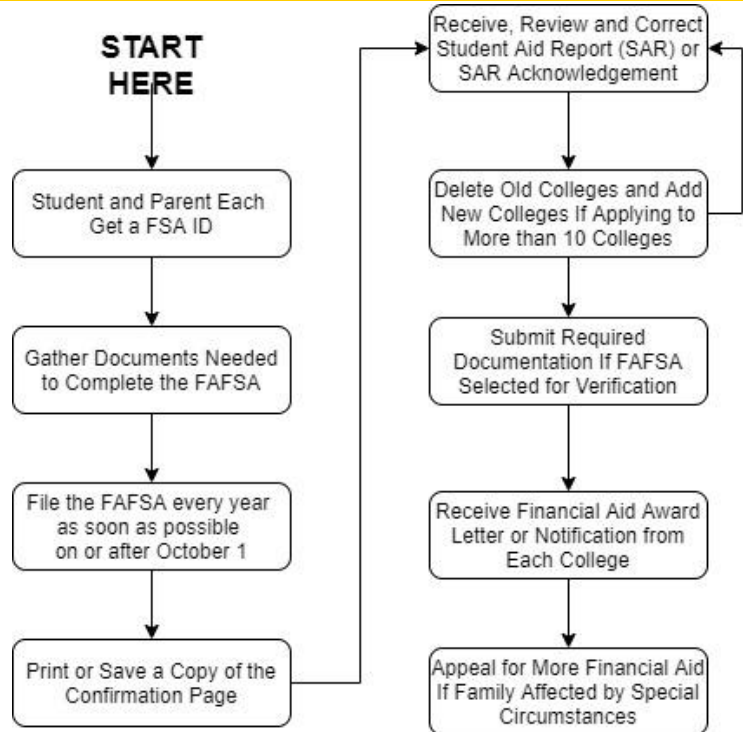 START
HERE
Student and Parent Each
Get a FSA ID
Gather Documents Needed
to Complete the FAFSA
File the FAFSA every year
as soon as possible
on or after October 1
Print or Save a Copy of the
Confirmation Page
Receive, Review and Correct
Student Aid Report (SAR) or
SAR Acknowledgement
Delete Old Colleges and Add
New Colleges If Applying to
More than 10 Colleges
Submit Required
Documentation If FAFSA
Selected for Verification
Receive Financial Aid Award
Letter or Notification from
Each College
Appeal for More Financial Aid
If Family Affected by Special
Circumstances